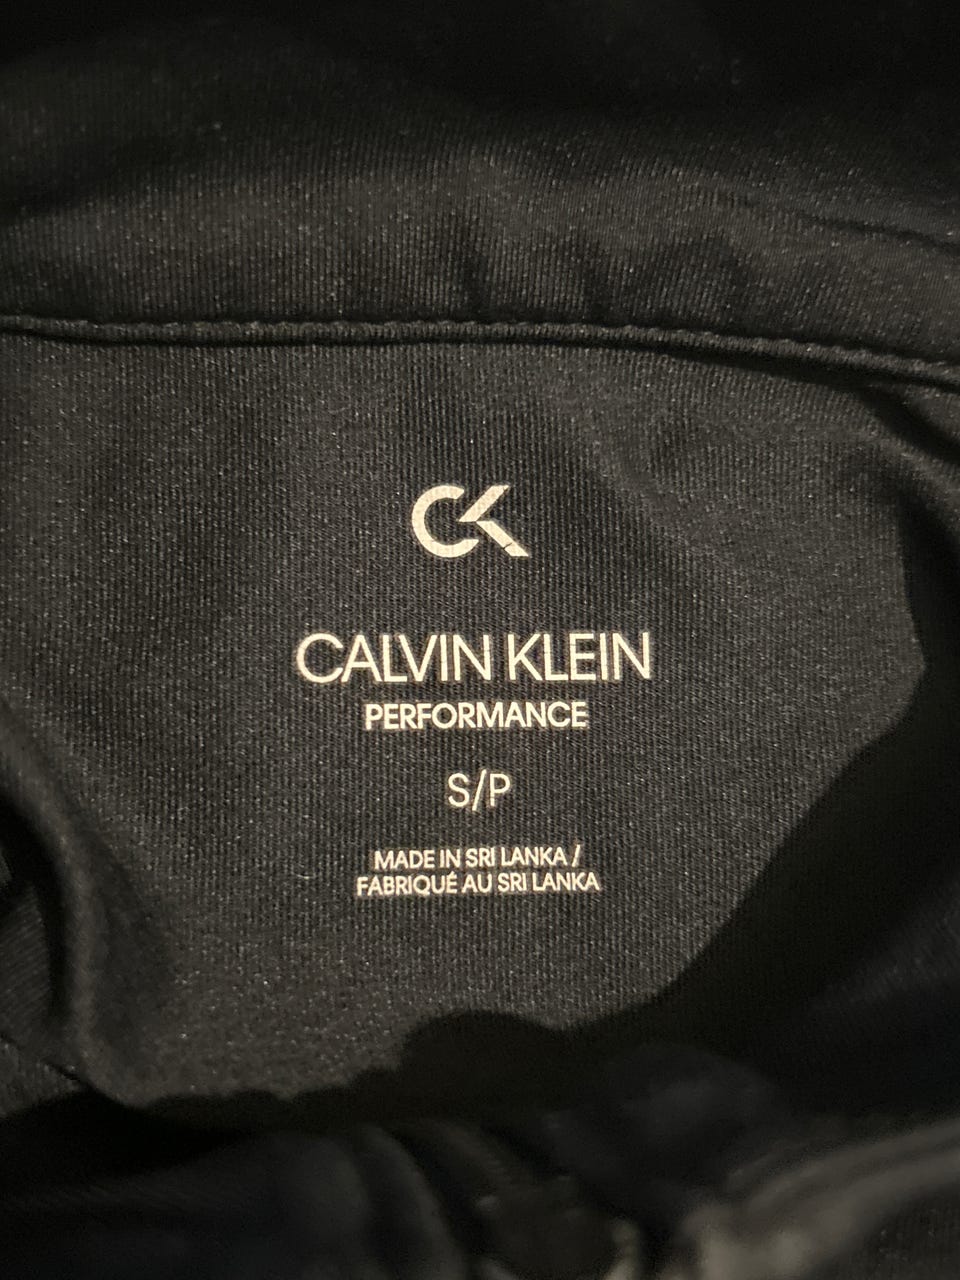 CK
CALVIN KLEIN
PERFORMANCE
S/P
MADE IN SRI LANKA /
FABRIQUÉ AU SRI LANKA